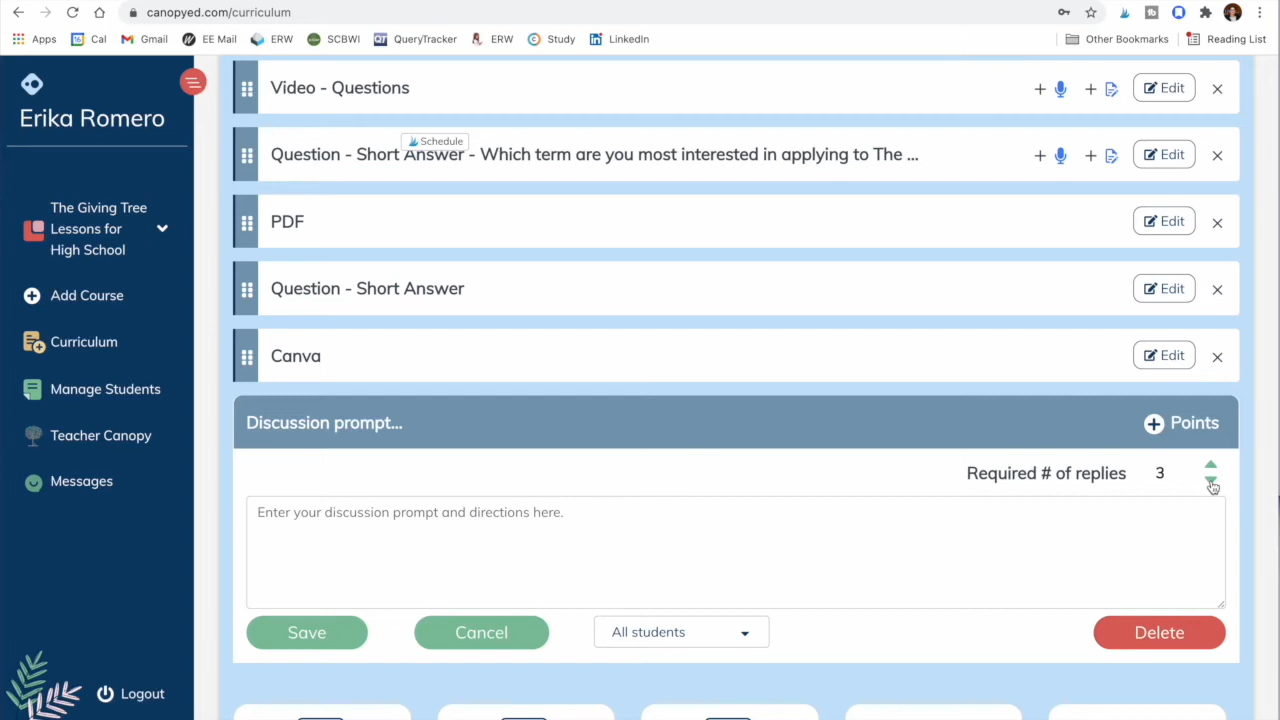 canopyed.com/curriculum
Apps
Cal
Gmail
EE Mail
ERW
SCBWI
QT
QueryTracker
ERW
Study
LinkedIn
Other Bookmarks
Reading List
Erika Romero
The Giving Tree
Lessons for
High School
Add Course
Curriculum
Manage Students
Teacher Canopy
Messages
Logout
Video - Questions
Edit
Schedule
Question - Short Answer - Which term are you most interested in applying to The ...
Edit
PDF
Edit
Question - Short Answer
Edit
Canva
Edit
Discussion prompt...
Points
Required # of replies 3
Enter your discussion prompt and directions here.
Save
Cancel
All students
Delete